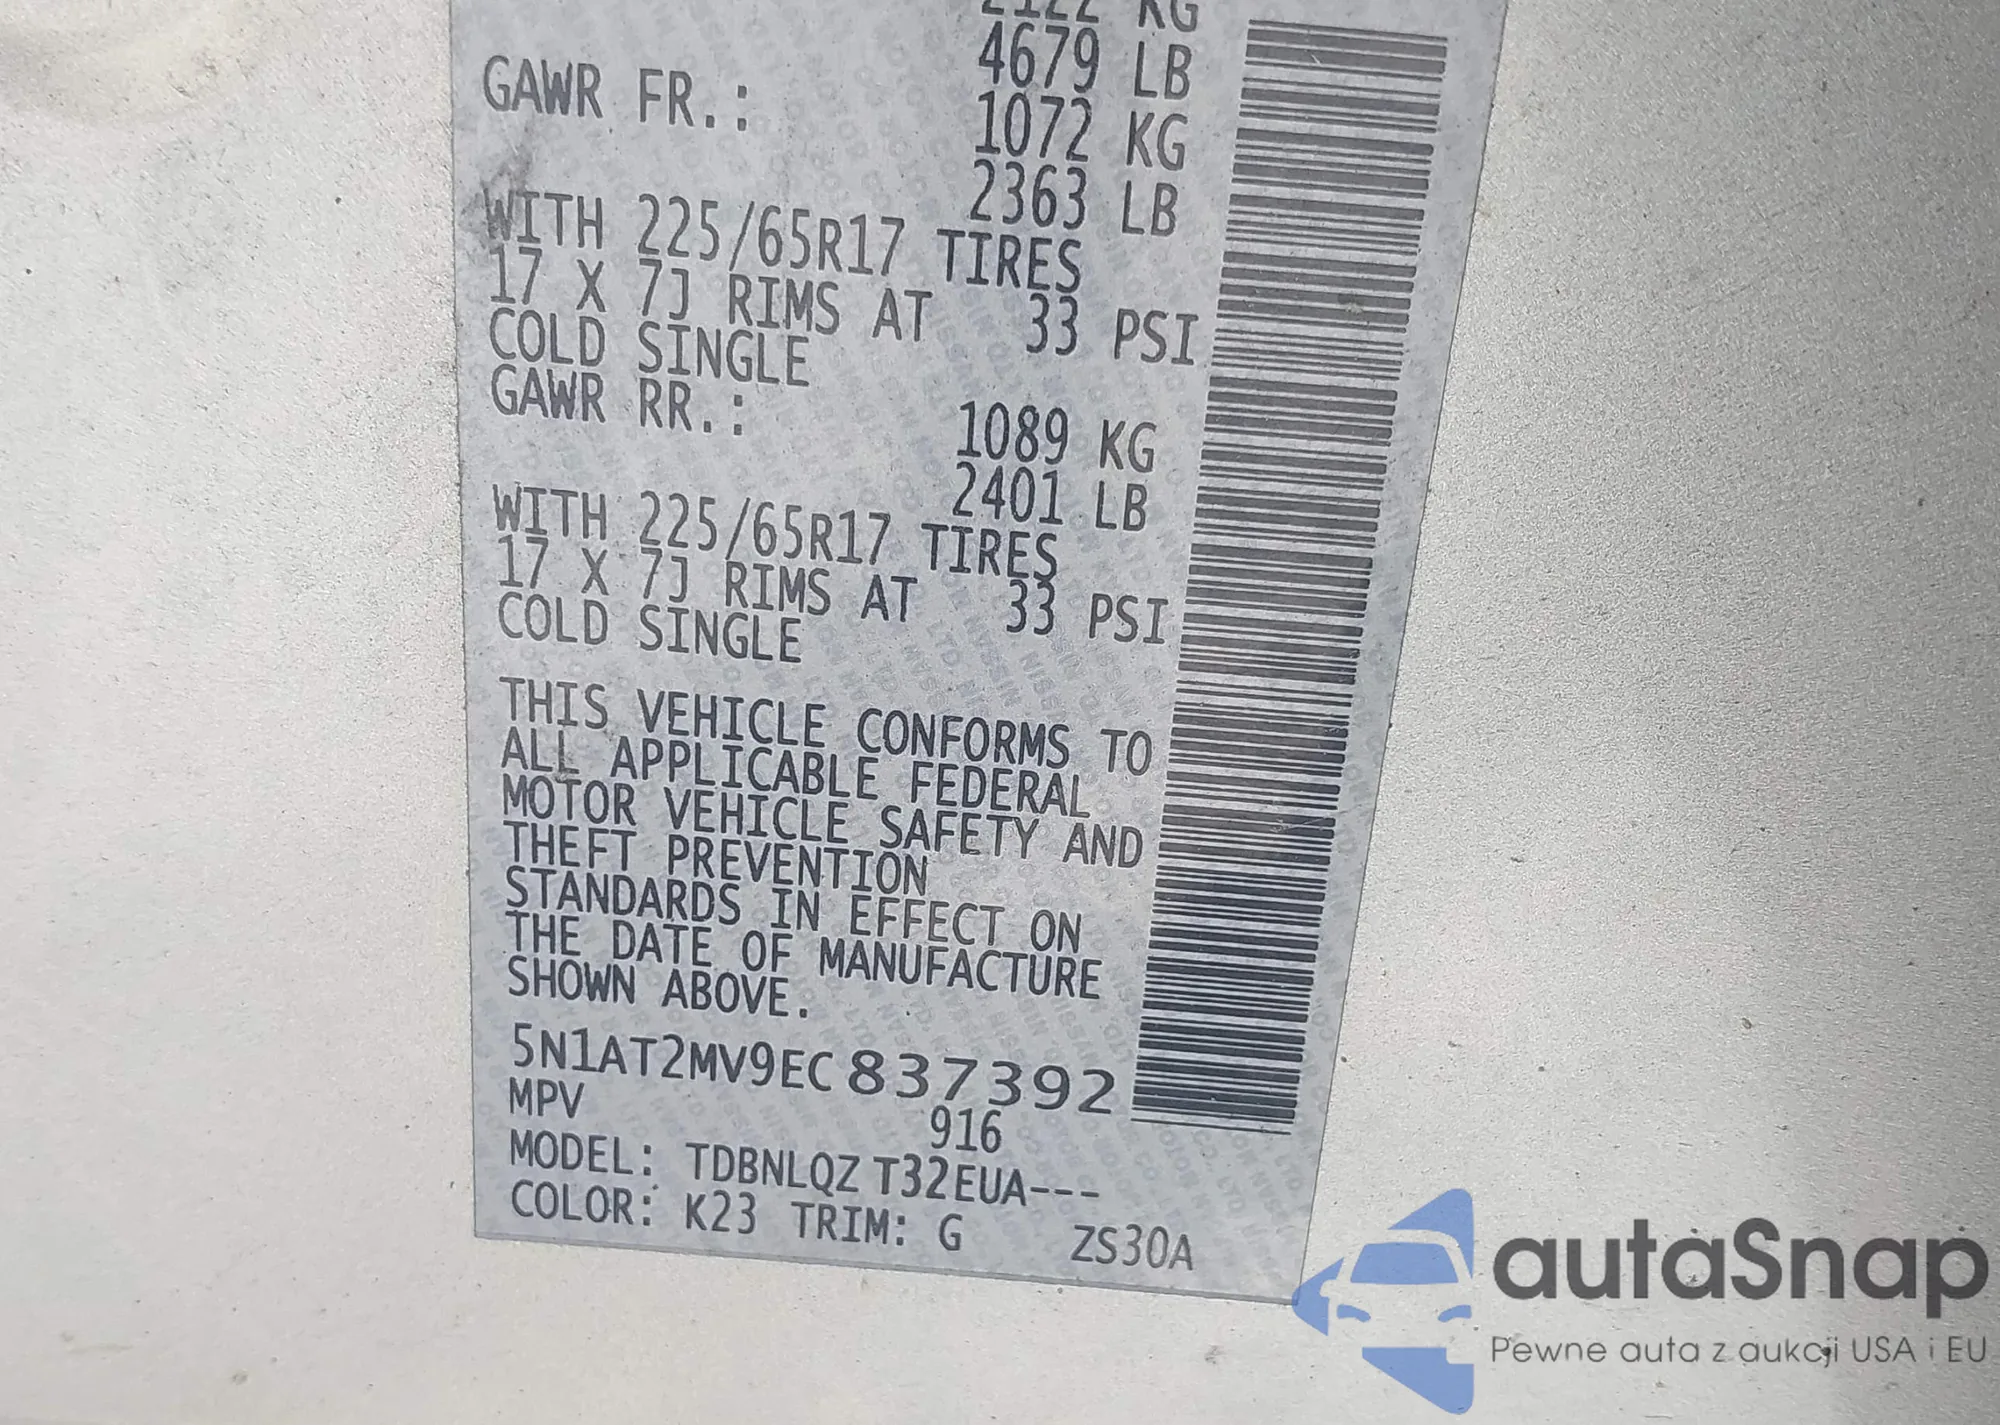 2122 KG
4679 LB
GAWR FR.: 1072 KG
2363 LB
WITH 225/65R17 TIRES
17 X 7J RIMS AT 33 PSI
COLD SINGLE
GAWR RR.: 1089 KG
2401 LB
WITH 225/65R17 TIRES
17 X 7J RIMS AT 33 PSI
COLD SINGLE
THIS VEHICLE CONFORMS TO
ALL APPLICABLE FEDERAL
MOTOR VEHICLE SAFETY AND
THEFT PREVENTION
STANDARDS IN EFFECT ON
THE DATE OF MANUFACTURE
SHOWN ABOVE.
5N1AT2MV9EC837392
MPV 916
MODEL: TDBNLQZ T32EUA---
COLOR: K23 TRIM: G ZS30A
autaSnap
Pewne auta z aukcji USA i EU